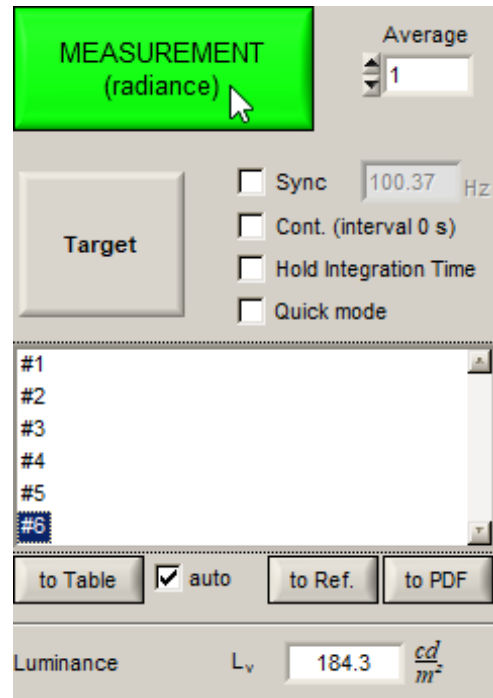 MEASUREMENT
(radiance)
Average
1
Target
Sync 100.37 Hz
Cont. (interval 0 s)
Hold Integration Time
Quick mode
#1
#2
#3
#4
#5
#6
to Table auto to Ref. to PDF
Luminance Lv 184.3 cd/m²